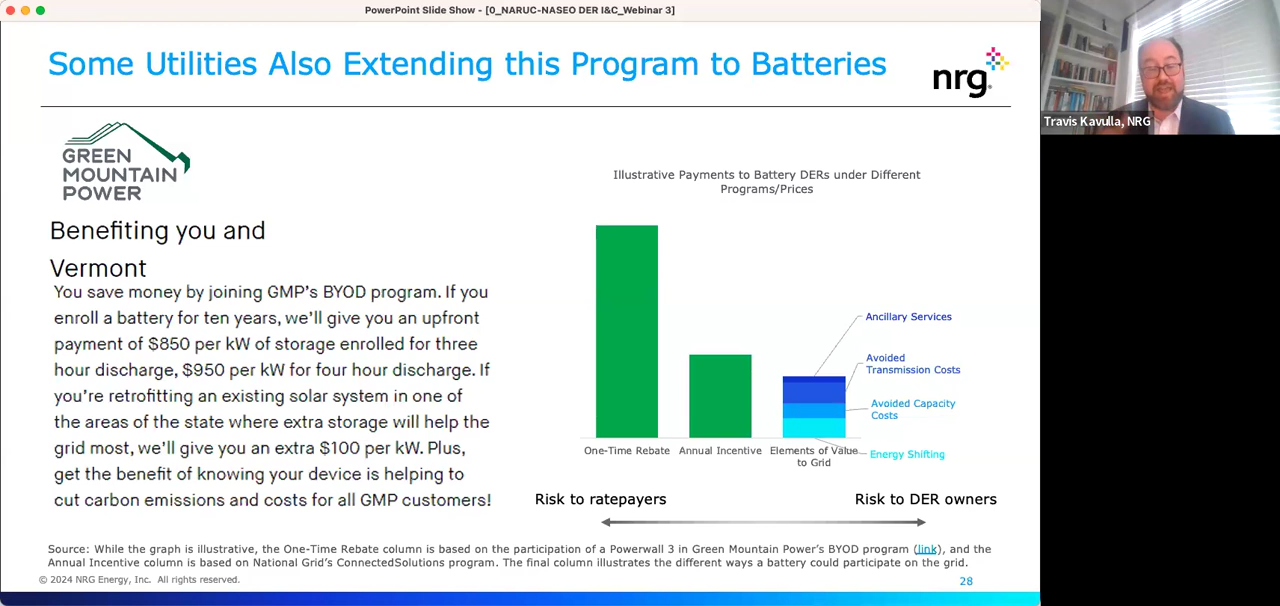 PowerPoint Slide Show - [0_NARUC-NASEO DER I&C_Webinar 3]
Some Utilities Also Extending this Program to Batteries
nrg
Travis Kavulla, NRG
GREEN
MOUNTAIN
POWER
Benefiting you and
Vermont
You save money by joining GMP's BYOD program. If you
enroll a battery for ten years, we'll give you an upfront
payment of $850 per kW of storage enrolled for three
hour discharge, $950 per kW for four hour discharge. If
you're retrofitting an existing solar system in one of
the areas of the state where extra storage will help the
grid most, we'll give you an extra $100 per kW. Plus,
get the benefit of knowing your device is helping to
cut carbon emissions and costs for all GMP customers!
Illustrative Payments to Battery DERs under Different
Programs/Prices
Ancillary Services
Avoided
Transmission Costs
Avoided Capacity
Costs
Energy Shifting
One-Time Rebate
Annual Incentive
Elements of Value
to Grid
Risk to ratepayers
Risk to DER owners
Source: While the graph is illustrative, the One-Time Rebate column is based on the participation of a Powerwall 3 in Green Mountain Power's BYOD program (link), and the
Annual Incentive column is based on National Grid's ConnectedSolutions program. The final column illustrates the different ways a battery could participate on the grid.
© 2024 NRG Energy, Inc. All rights reserved.
28